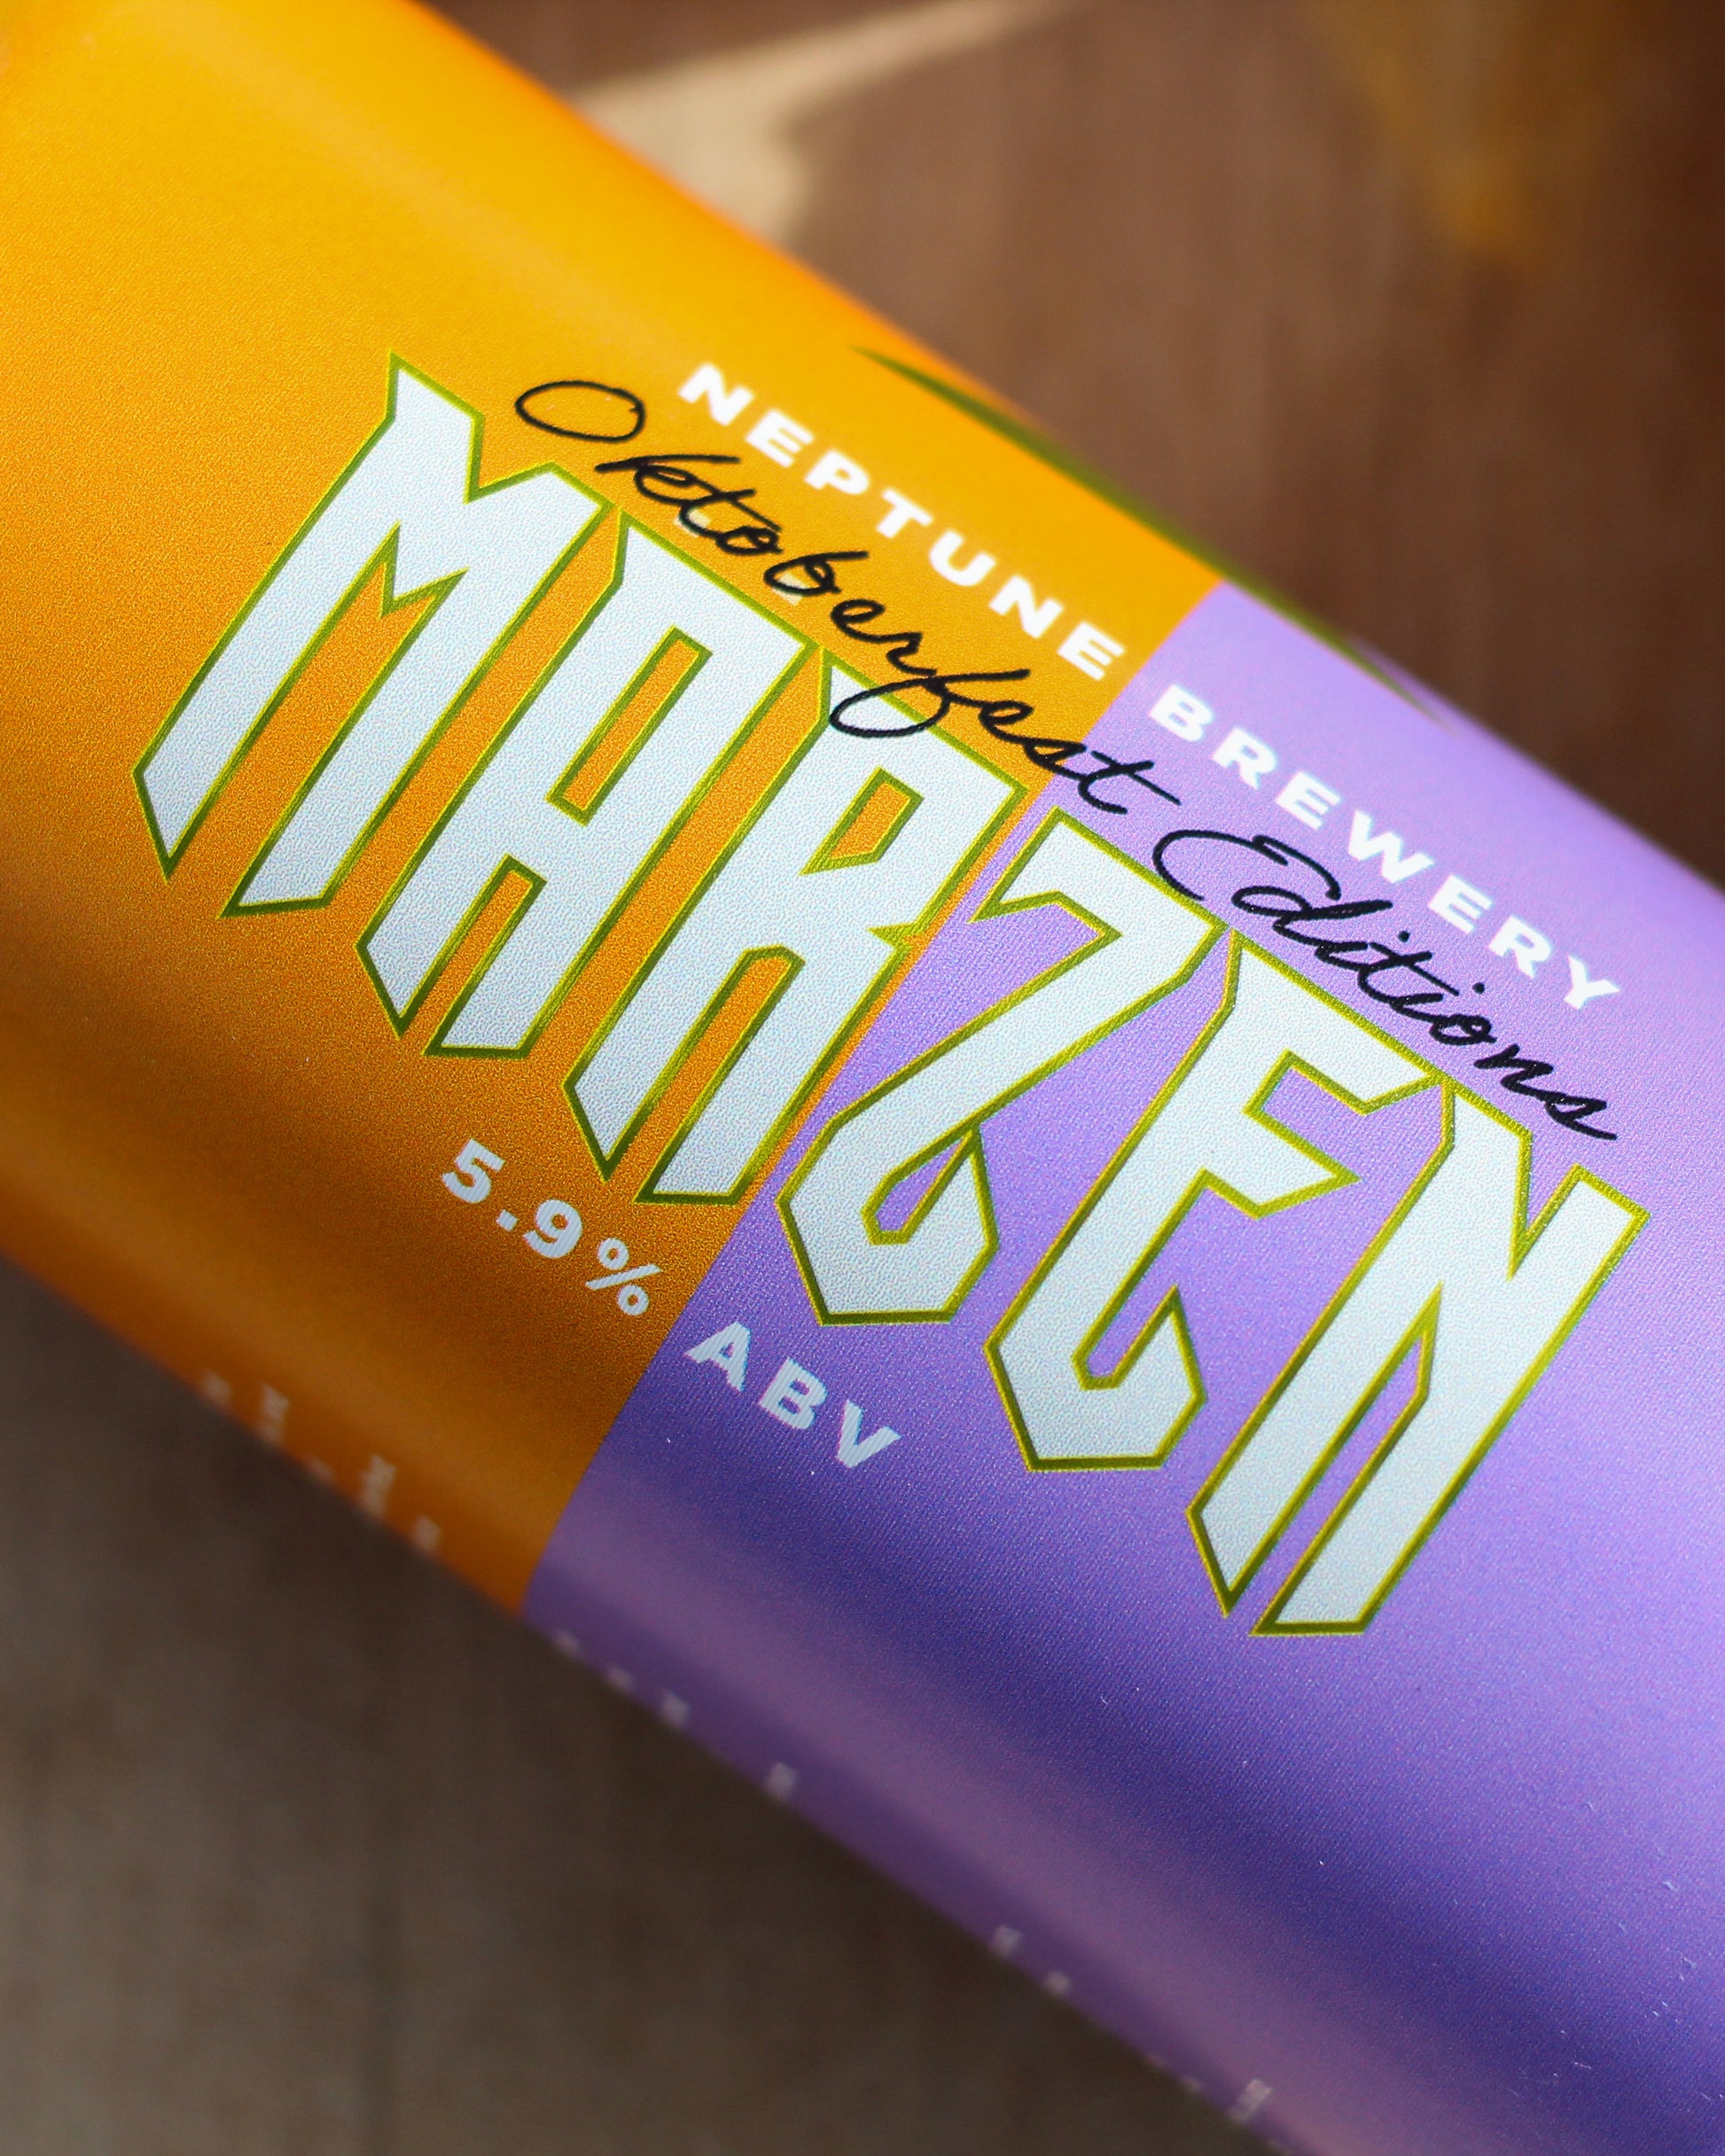 NEPTUNE BREWERY
Oktoberfest Editions
MARZEN
5.9% ABV